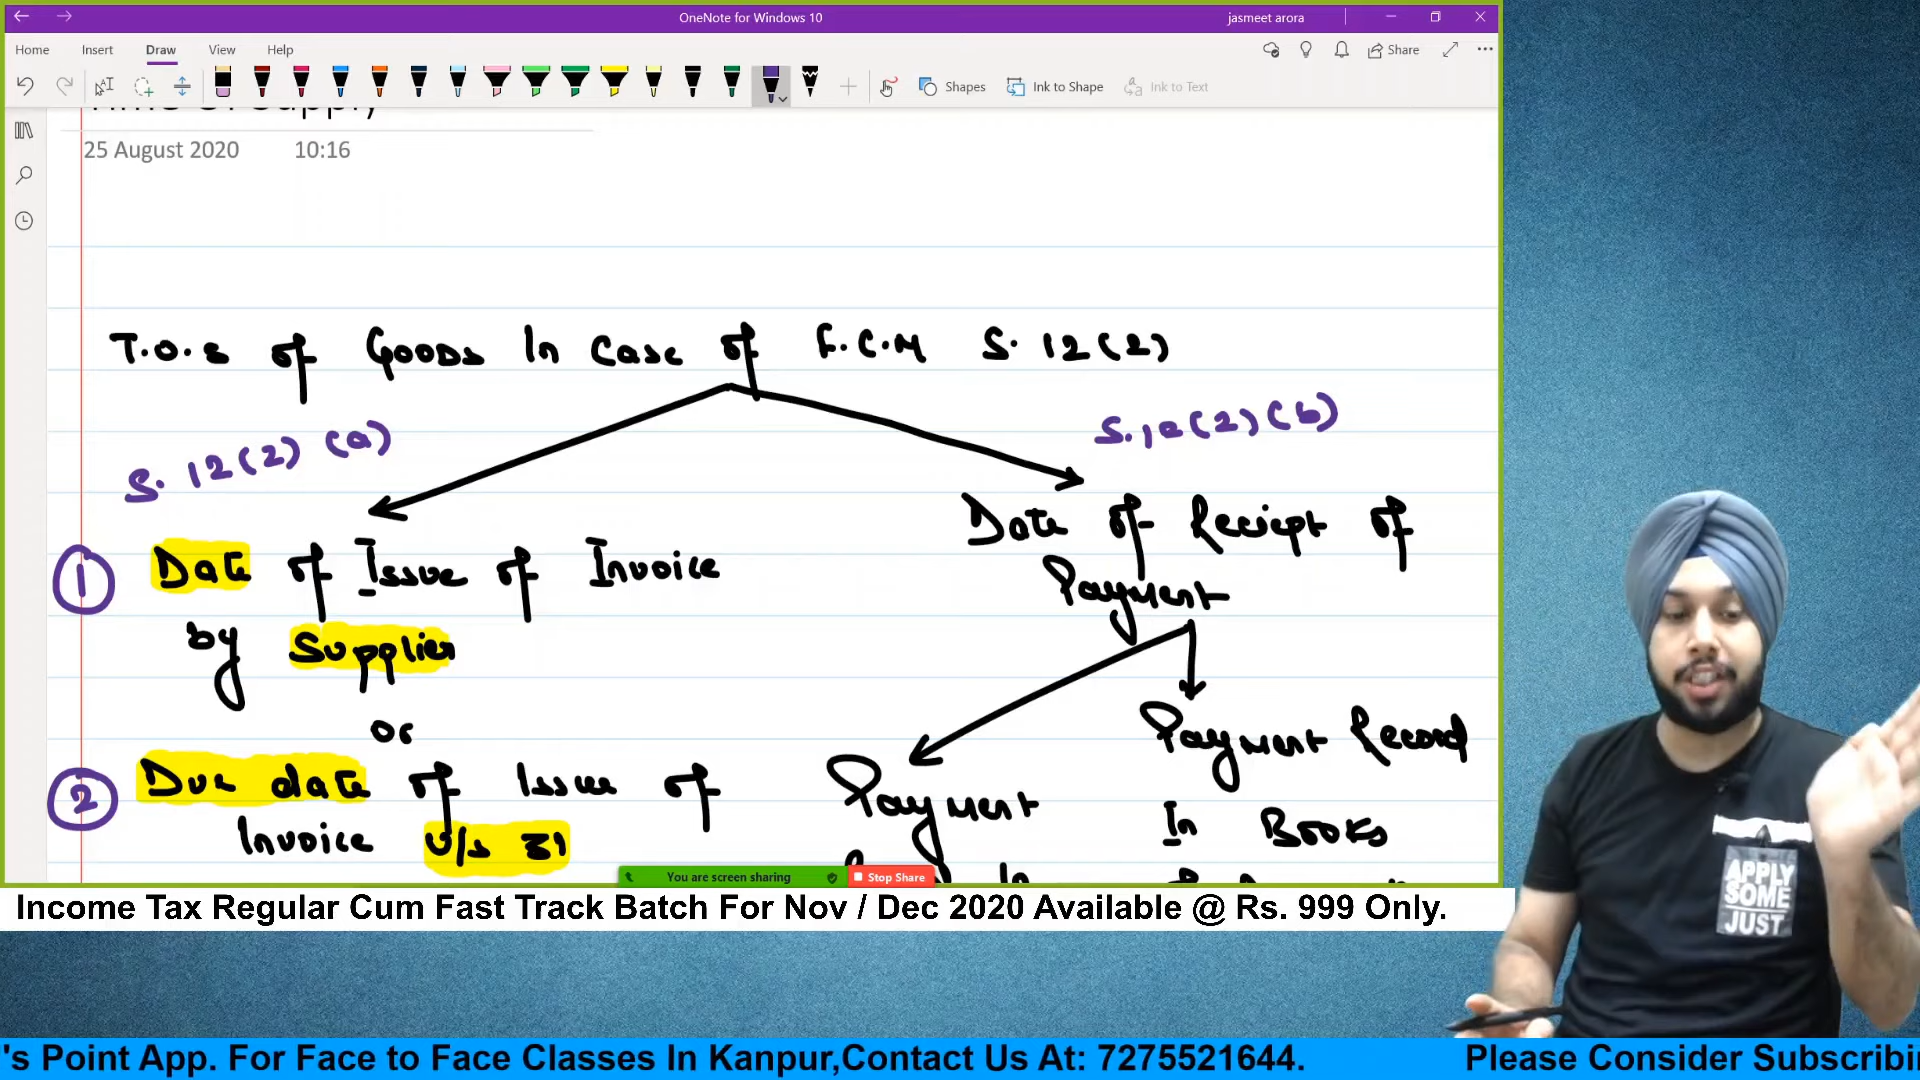 OneNote for Windows 10
jasmeet arora
Home Insert Draw View Help
Share
Shapes
Ink to Shape
Ink to Text
Time Of Supply
25 August 2020 10:16
T.O.S of Goods In Case of F.C.M S. 12(2)
S. 12(2) (a)
S.12(2)(b)
1 Date of Issue of Invoice
by Supplier
or
2 Due date of Issue of
Invoice u/s 31
Date of Reciept of
Payment
Payment
Payment Record
In Books
In
You are screen sharing
Stop Share
APPLY
SOME
JUST
Income Tax Regular Cum Fast Track Batch For Nov / Dec 2020 Available @ Rs. 999 Only.
's Point App. For Face to Face Classes In Kanpur,Contact Us At: 7275521644. Please Consider Subscribi